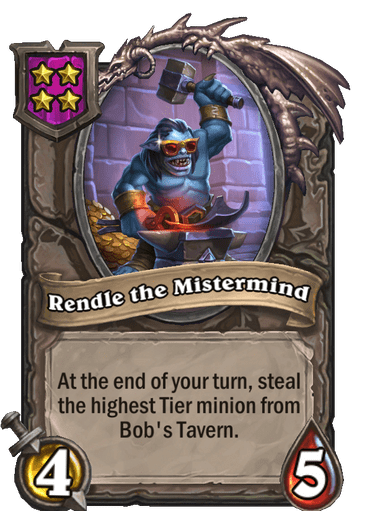 Rendle the Mistermind
At the end of your turn, steal
the highest Tier minion from
Bob's Tavern.
4
5